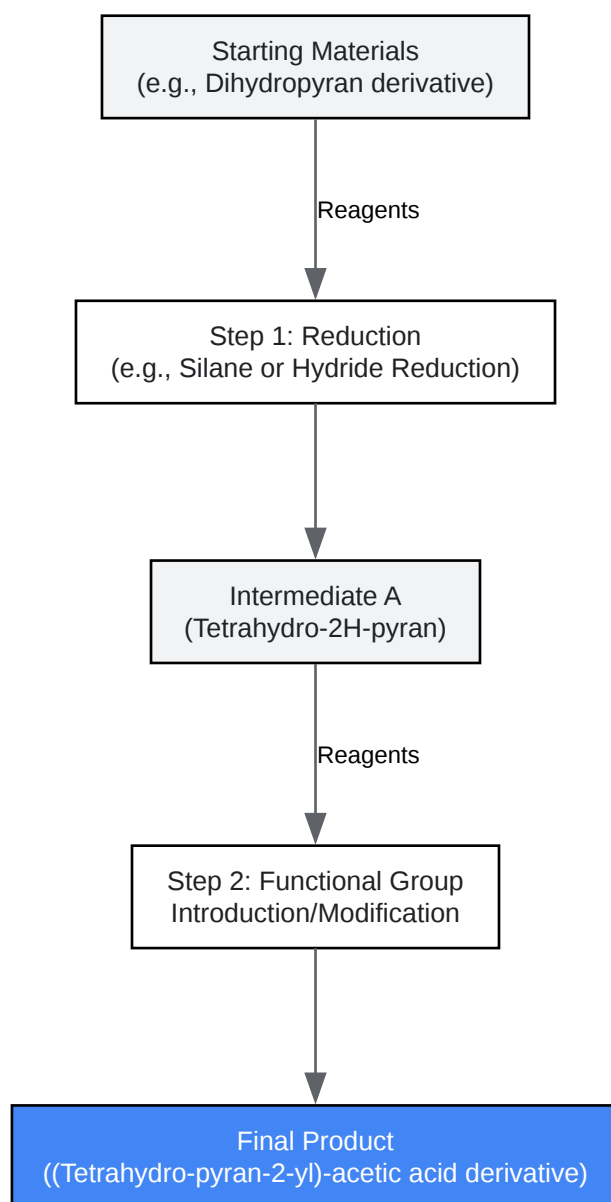 Starting Materials
(e.g., Dihydropyran derivative)
Reagents
Step 1: Reduction
(e.g., Silane or Hydride Reduction)
Intermediate A
(Tetrahydro-2H-pyran)
Reagents
Step 2: Functional Group
Introduction/Modification
Final Product
((Tetrahydro-pyran-2-yl)-acetic acid derivative)